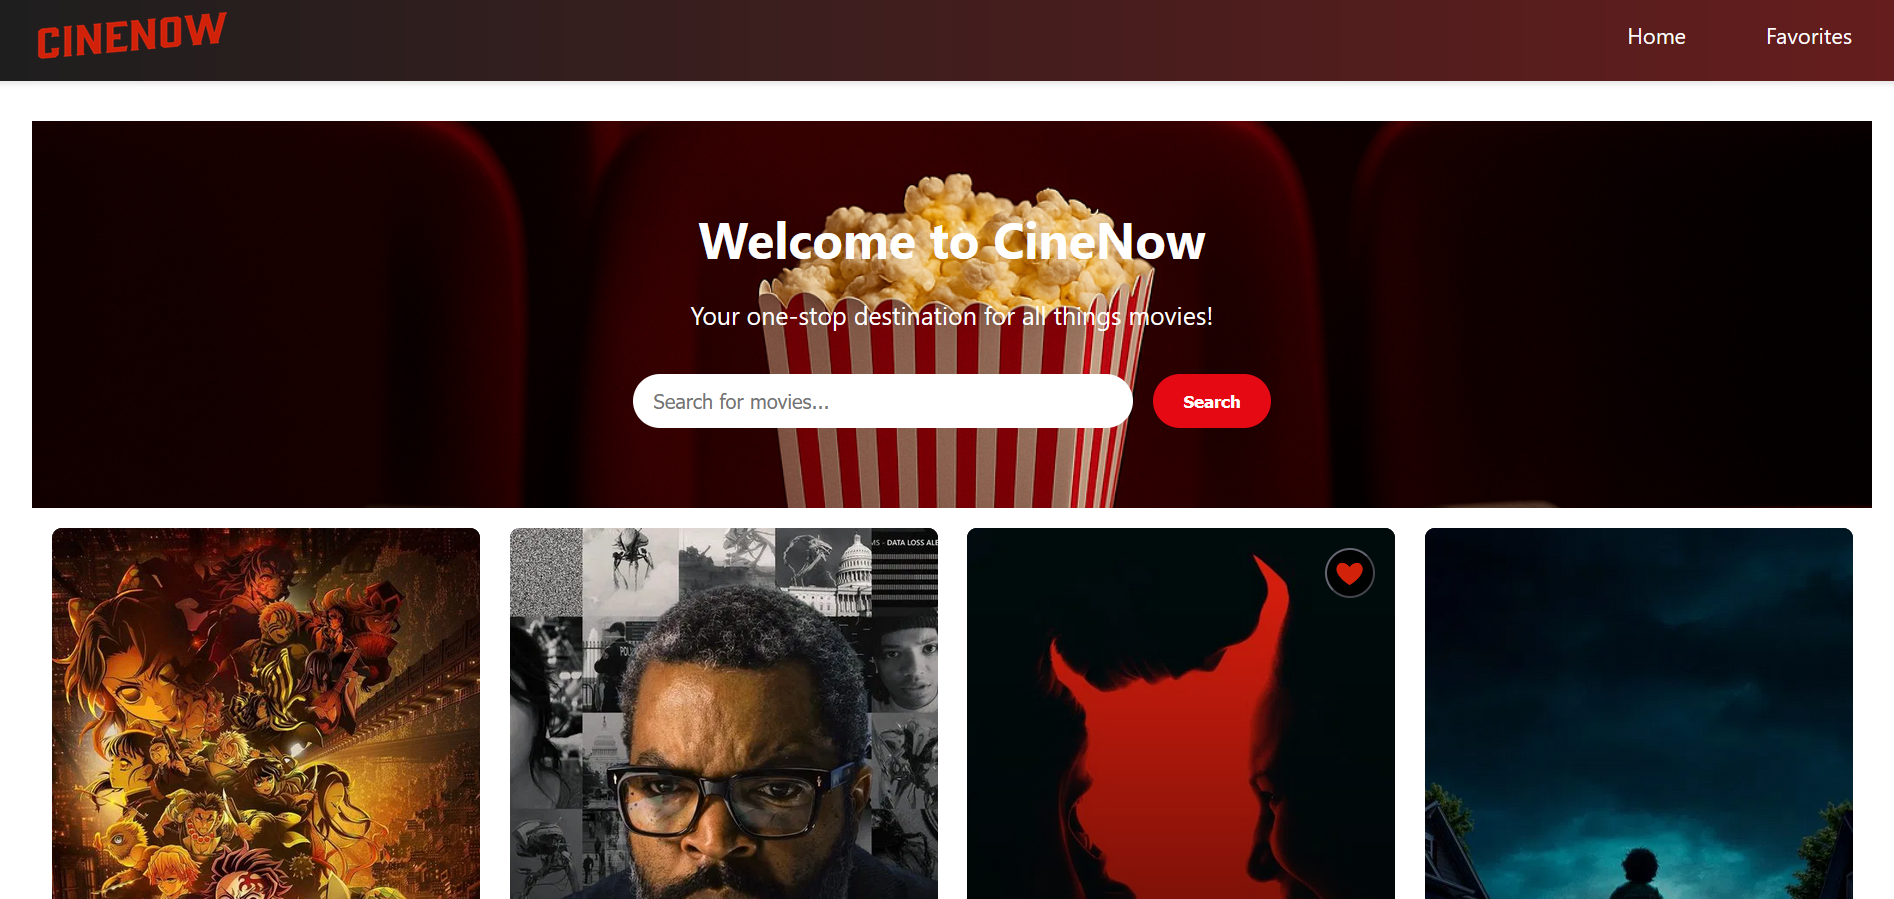 CINENOW
Home
Favorites
Welcome to CineNow
Your one-stop destination for all things movies!
Search for movies...
Search
MS - DATA LOSS ALE